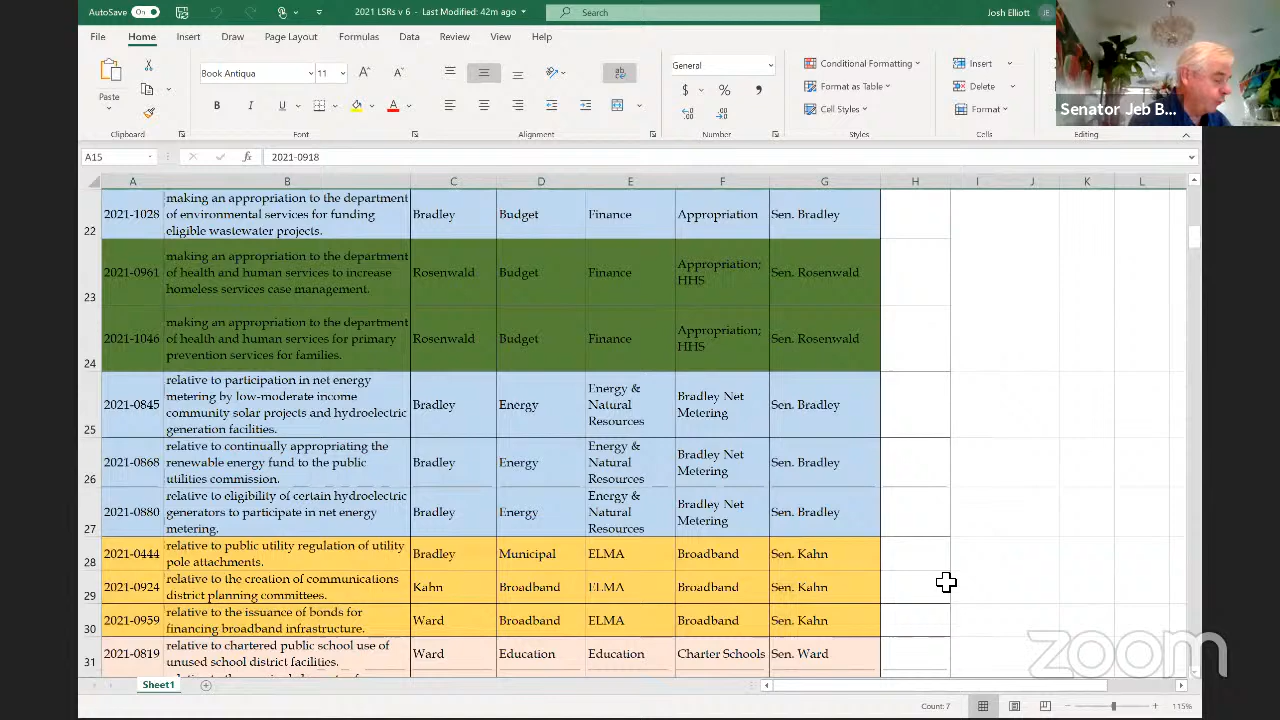 AutoSave On 2021 LSRs v 6 - Last Modified: 42m ago Search Josh Elliott JE
File Home Insert Draw Page Layout Formulas Data Review View Help
Paste
Book Antiqua 11
General
Conditional Formatting
Format as Table
Cell Styles
Insert
Delete
Format
Clipboard Font Alignment Number Styles Cells Editing
Senator Jeb B...
A15 fx 2021-0918
A B C D E F G H I J K L
22 2021-1028 making an appropriation to the department of environmental services for funding eligible wastewater projects. Bradley Budget Finance Appropriation Sen. Bradley
23 2021-0961 making an appropriation to the department of health and human services to increase homeless services case management. Rosenwald Budget Finance Appropriation; HHS Sen. Rosenwald
24 2021-1046 making an appropriation to the department of health and human services for primary prevention services for families. Rosenwald Budget Finance Appropriation; HHS Sen. Rosenwald
25 2021-0845 relative to participation in net energy metering by low-moderate income community solar projects and hydroelectric generation facilities. Bradley Energy Energy & Natural Resources Bradley Net Metering Sen. Bradley
26 2021-0868 relative to continually appropriating the renewable energy fund to the public utilities commission. Bradley Energy Energy & Natural Resources Bradley Net Metering Sen. Bradley
27 2021-0880 relative to eligibility of certain hydroelectric generators to participate in net energy metering. Bradley Energy Energy & Natural Resources Bradley Net Metering Sen. Bradley
28 2021-0444 relative to public utility regulation of utility pole attachments. Bradley Municipal ELMA Broadband Sen. Kahn
29 2021-0924 relative to the creation of communications district planning committees. Kahn Broadband ELMA Broadband Sen. Kahn
30 2021-0959 relative to the issuance of bonds for financing broadband infrastructure. Ward Broadband ELMA Broadband Sen. Kahn
31 2021-0819 relative to chartered public school use of unused school district facilities. Ward Education Education Charter Schools Sen. Ward
Sheet1
Count: 7 115%
zoom